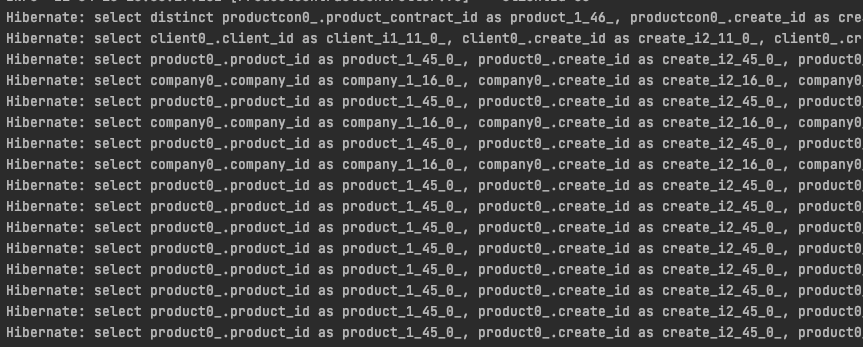 Hibernate: select distinct productcon0_.product_contract_id as product_1_46_, productcon0_.create_id as cre
Hibernate: select client0_.client_id as client_i1_11_0_, client0_.create_id as create_i2_11_0_, client0_.cr
Hibernate: select product0_.product_id as product_1_45_0_, product0_.create_id as create_i2_45_0_, product0
Hibernate: select company0_.company_id as company_1_16_0_, company0_.create_id as create_i2_16_0_, company0
Hibernate: select product0_.product_id as product_1_45_0_, product0_.create_id as create_i2_45_0_, product0
Hibernate: select company0_.company_id as company_1_16_0_, company0_.create_id as create_i2_16_0_, company0
Hibernate: select product0_.product_id as product_1_45_0_, product0_.create_id as create_i2_45_0_, product0
Hibernate: select company0_.company_id as company_1_16_0_, company0_.create_id as create_i2_16_0_, company0
Hibernate: select product0_.product_id as product_1_45_0_, product0_.create_id as create_i2_45_0_, product0
Hibernate: select product0_.product_id as product_1_45_0_, product0_.create_id as create_i2_45_0_, product0
Hibernate: select product0_.product_id as product_1_45_0_, product0_.create_id as create_i2_45_0_, product0
Hibernate: select product0_.product_id as product_1_45_0_, product0_.create_id as create_i2_45_0_, product0
Hibernate: select product0_.product_id as product_1_45_0_, product0_.create_id as create_i2_45_0_, product0
Hibernate: select product0_.product_id as product_1_45_0_, product0_.create_id as create_i2_45_0_, product0
Hibernate: select product0_.product_id as product_1_45_0_, product0_.create_id as create_i2_45_0_, product0
Hibernate: select product0_.product_id as product_1_45_0_, product0_.create_id as create_i2_45_0_, product0